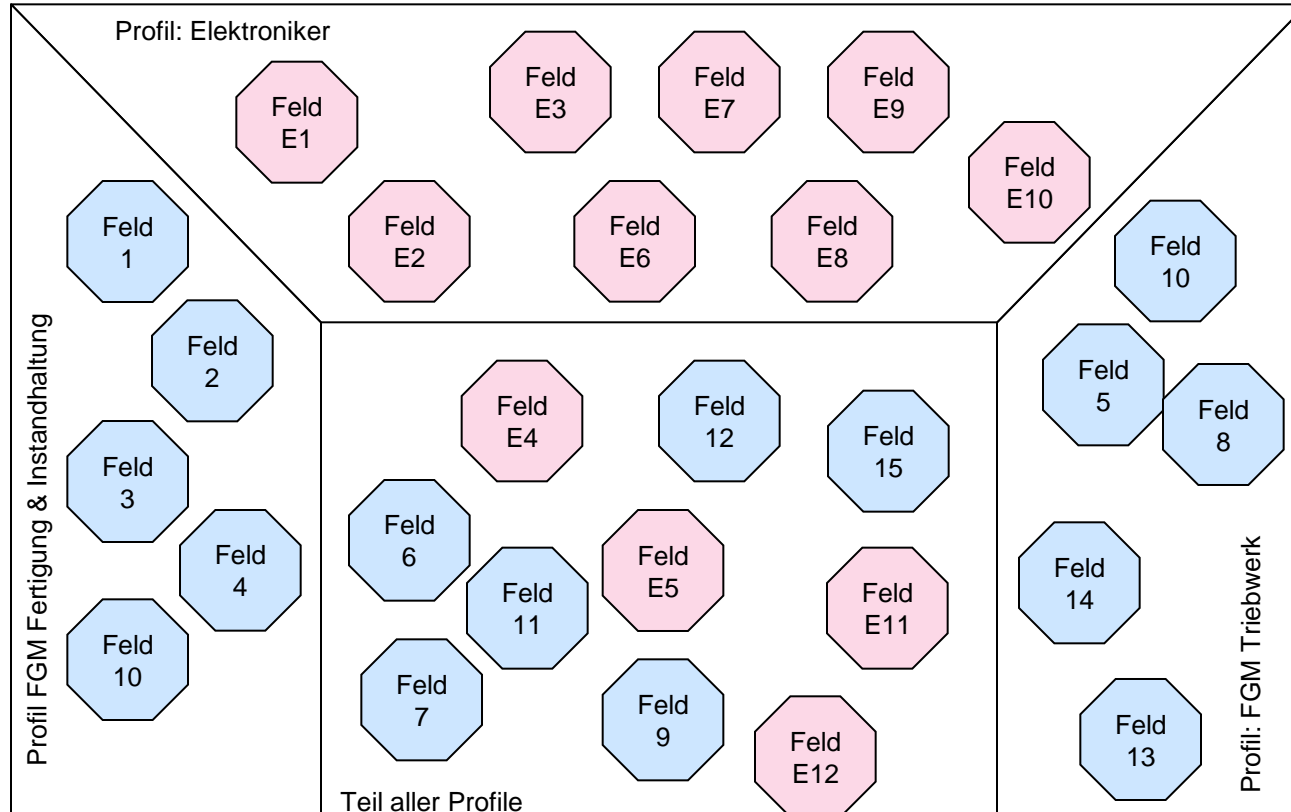 Profil: Elektroniker
Feld
E1
Feld
E3
Feld
E7
Feld
E9
Feld
E10
Feld
E2
Feld
E6
Feld
E8
Profil FGM Fertigung & Instandhaltung
Feld
1
Feld
2
Feld
3
Feld
4
Feld
10
Feld
E4
Feld
12
Feld
15
Feld
6
Feld
11
Feld
E5
Feld
E11
Feld
7
Feld
9
Feld
E12
Teil aller Profile
Feld
10
Feld
5
Feld
8
Feld
14
Feld
13
Profil: FGM Triebwerk